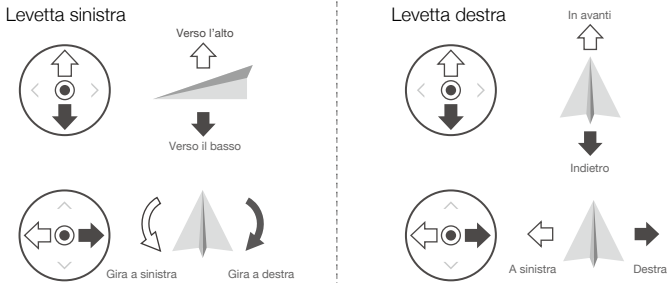 Levetta sinistra
Verso l'alto
Verso il basso
Gira a sinistra
Gira a destra
Levetta destra
In avanti
Indietro
A sinistra
Destra